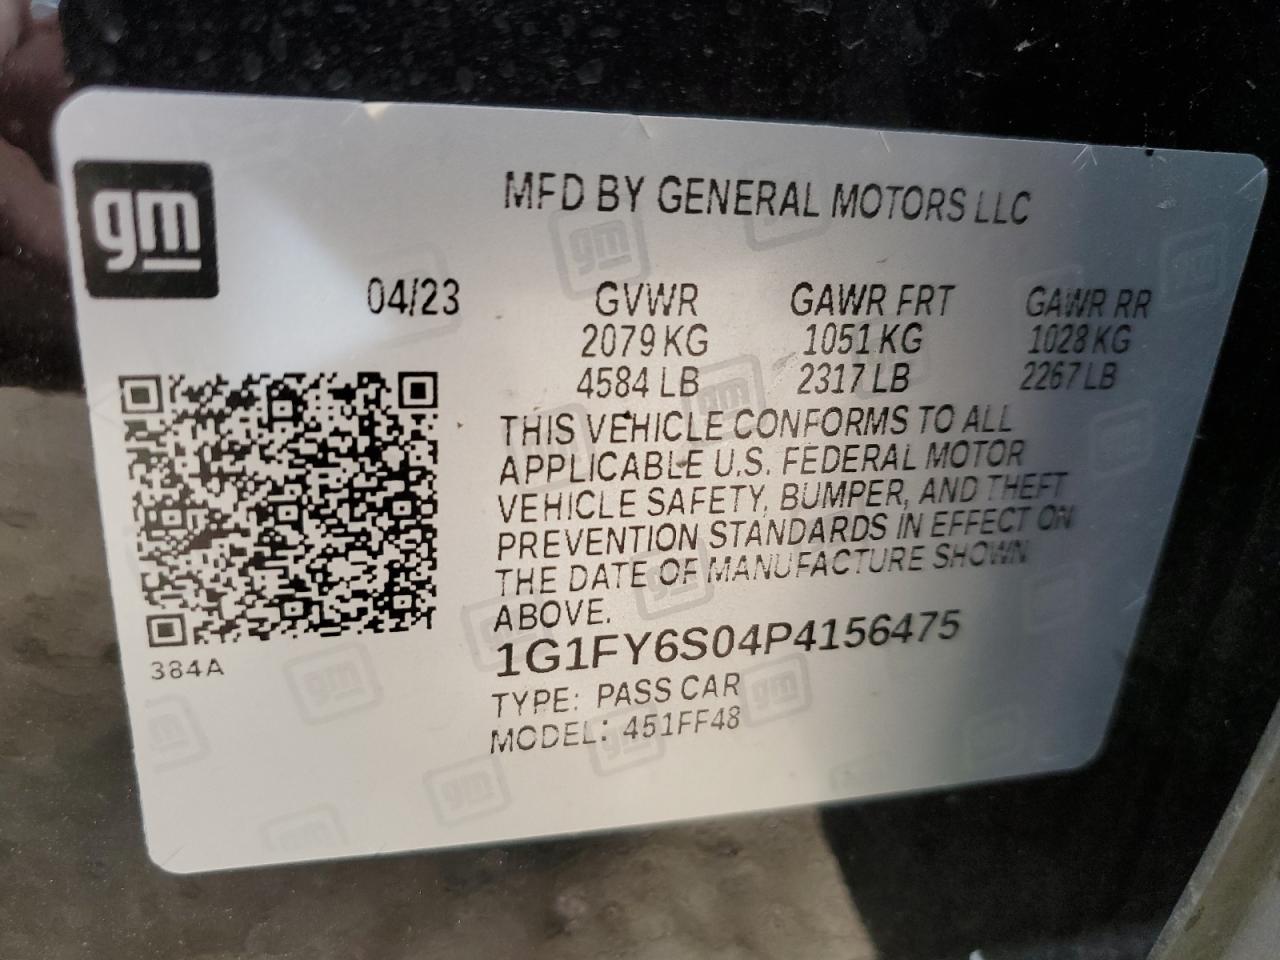 gm
MFD BY GENERAL MOTORS LLC
04/23 GVWR GAWR FRT GAWR RR
2079 KG 1051 KG 1028 KG
4584 LB 2317 LB 2267 LB
THIS VEHICLE CONFORMS TO ALL
APPLICABLE U.S. FEDERAL MOTOR
VEHICLE SAFETY, BUMPER, AND THEFT
PREVENTION STANDARDS IN EFFECT ON
THE DATE OF MANUFACTURE SHOWN
ABOVE.
1G1FY6S04P4156475
384A
TYPE: PASS CAR
MODEL: 451FF48